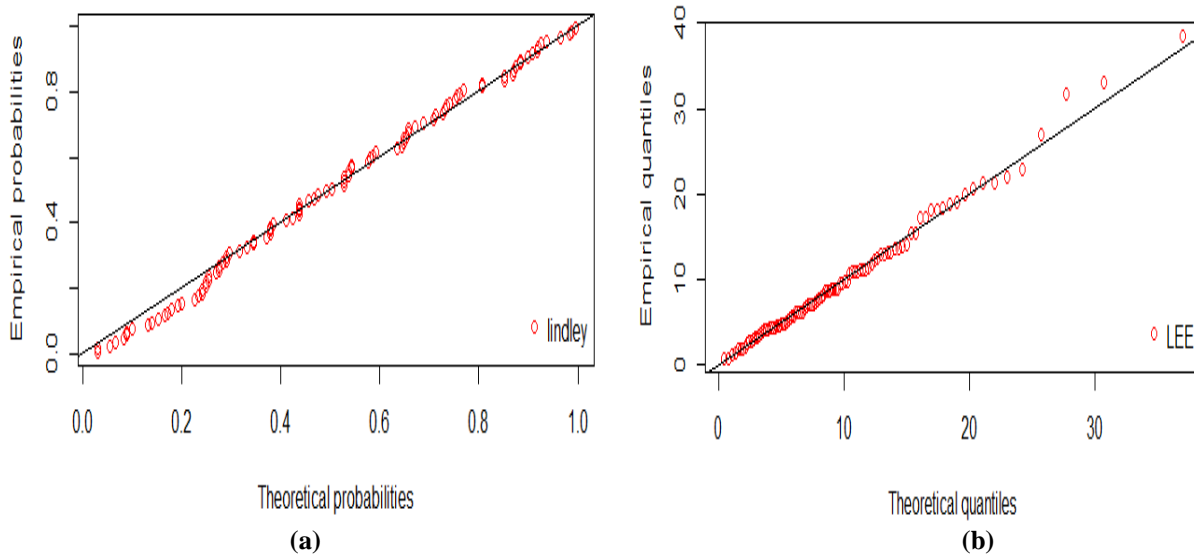 Empirical probabilities
0.0 0.4 0.8
lindley
0.0 0.2 0.4 0.6 0.8 1.0
Theoretical probabilities
(a)
Empirical quantiles
0 10 20 30 40
LEE
0 10 20 30
Theoretical quantiles
(b)